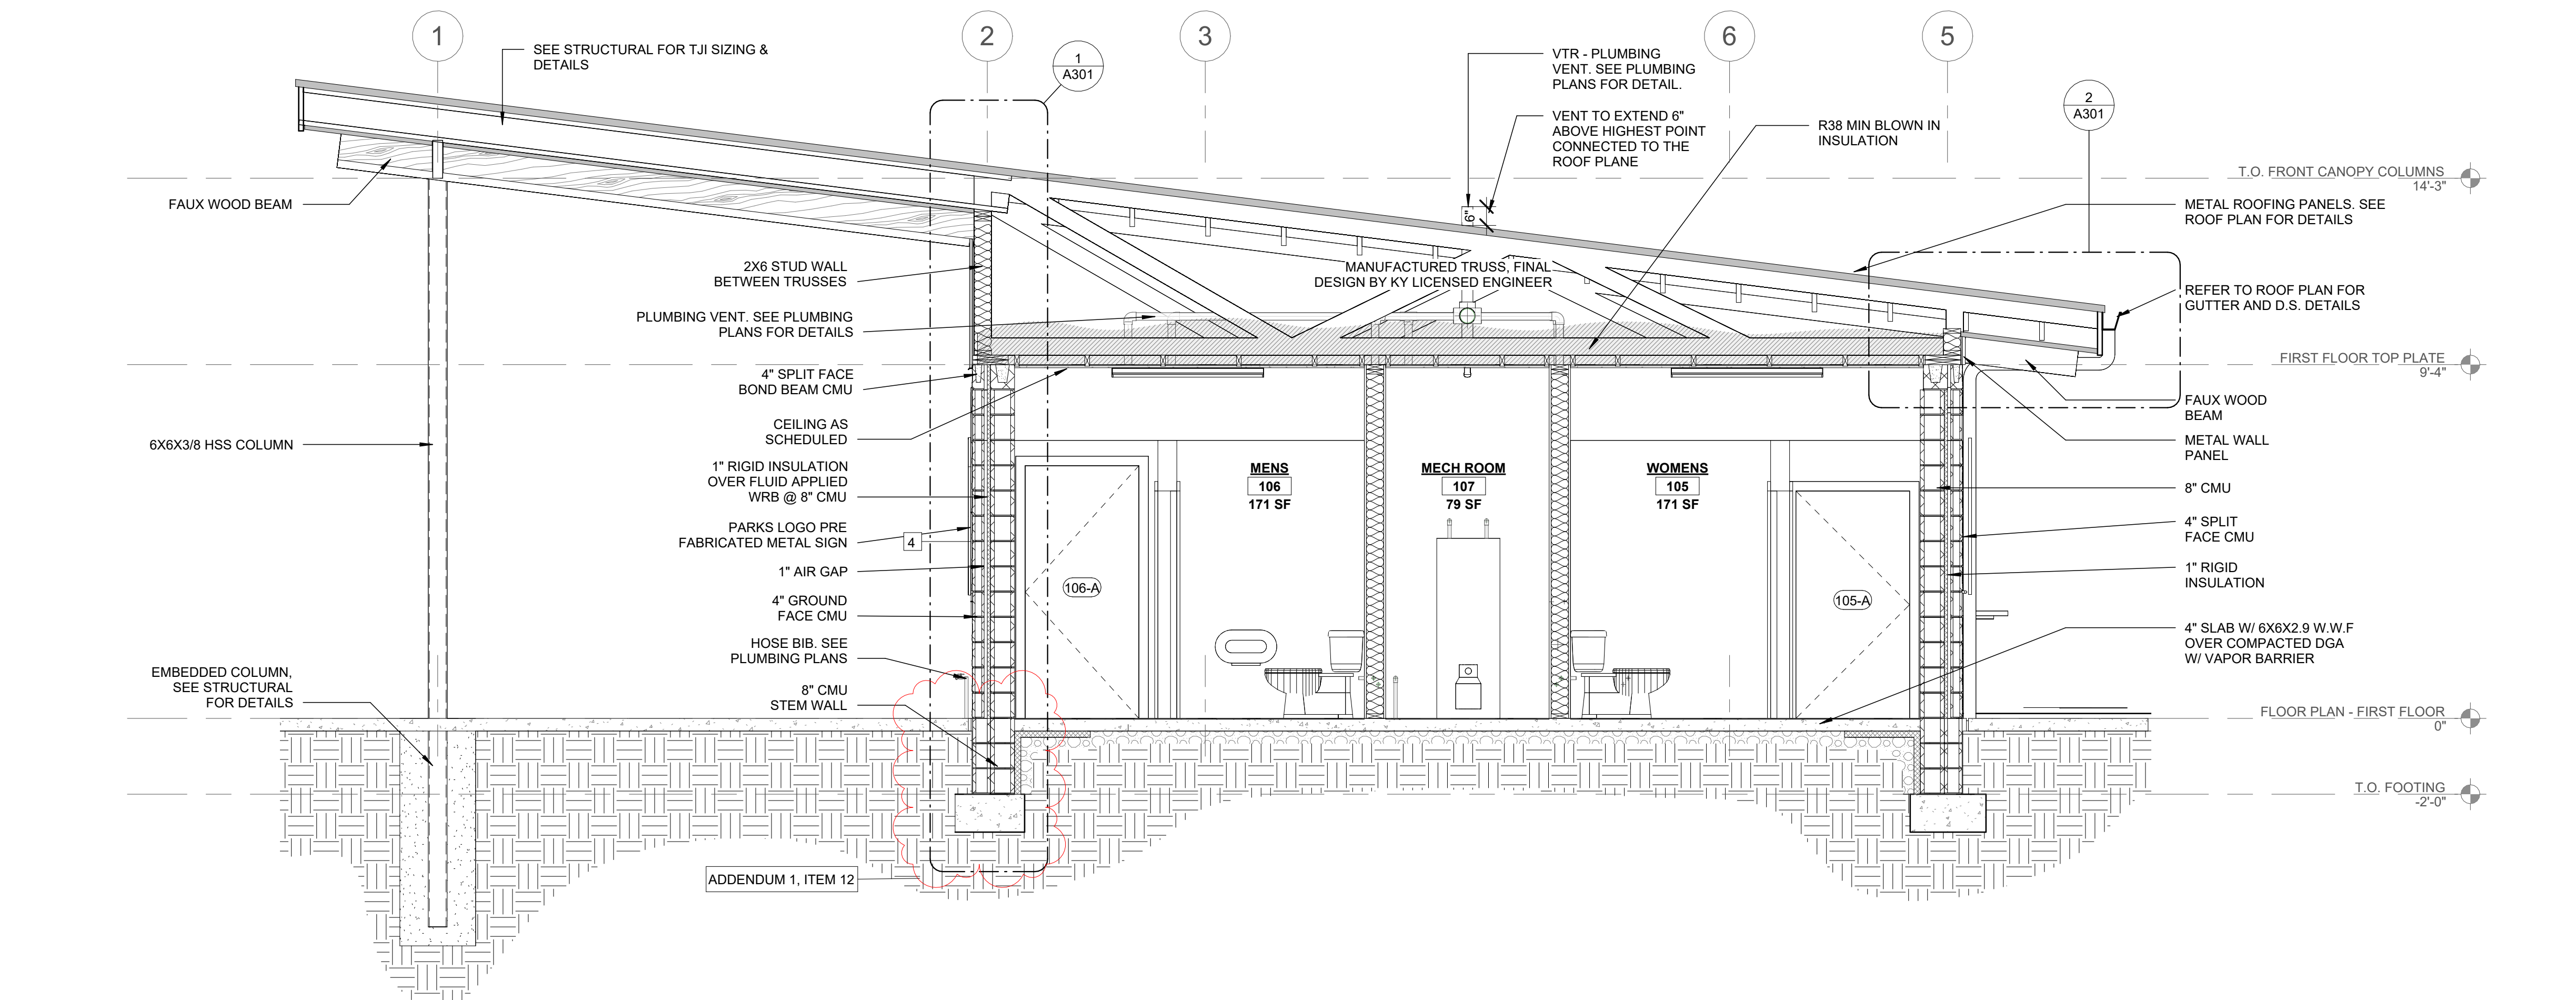 1
2
3
6
5
SEE STRUCTURAL FOR TJI SIZING &
DETAILS
1
A301
VTR - PLUMBING
VENT. SEE PLUMBING
PLANS FOR DETAIL.
VENT TO EXTEND 6"
ABOVE HIGHEST POINT
CONNECTED TO THE
ROOF PLANE
R38 MIN BLOWN IN
INSULATION
2
A301
T.O. FRONT CANOPY COLUMNS
14'-3"
FAUX WOOD BEAM
6"
METAL ROOFING PANELS. SEE
ROOF PLAN FOR DETAILS
2X6 STUD WALL
BETWEEN TRUSSES
MANUFACTURED TRUSS, FINAL
DESIGN BY KY LICENSED ENGINEER
REFER TO ROOF PLAN FOR
GUTTER AND D.S. DETAILS
PLUMBING VENT. SEE PLUMBING
PLANS FOR DETAILS
FIRST FLOOR TOP PLATE
9'-4"
4" SPLIT FACE
BOND BEAM CMU
FAUX WOOD
BEAM
CEILING AS
SCHEDULED
6X6X3/8 HSS COLUMN
METAL WALL
PANEL
1" RIGID INSULATION
OVER FLUID APPLIED
WRB @ 8" CMU
MENS
106
171 SF
MECH ROOM
107
79 SF
WOMENS
105
171 SF
8" CMU
PARKS LOGO PRE
FABRICATED METAL SIGN
4
4" SPLIT
FACE CMU
1" AIR GAP
1" RIGID
INSULATION
106-A
105-A
4" GROUND
FACE CMU
HOSE BIB. SEE
PLUMBING PLANS
4" SLAB W/ 6X6X2.9 W.W.F
OVER COMPACTED DGA
W/ VAPOR BARRIER
EMBEDDED COLUMN,
SEE STRUCTURAL
FOR DETAILS
8" CMU
STEM WALL
FLOOR PLAN - FIRST FLOOR
0"
T.O. FOOTING
-2'-0"
ADDENDUM 1, ITEM 12